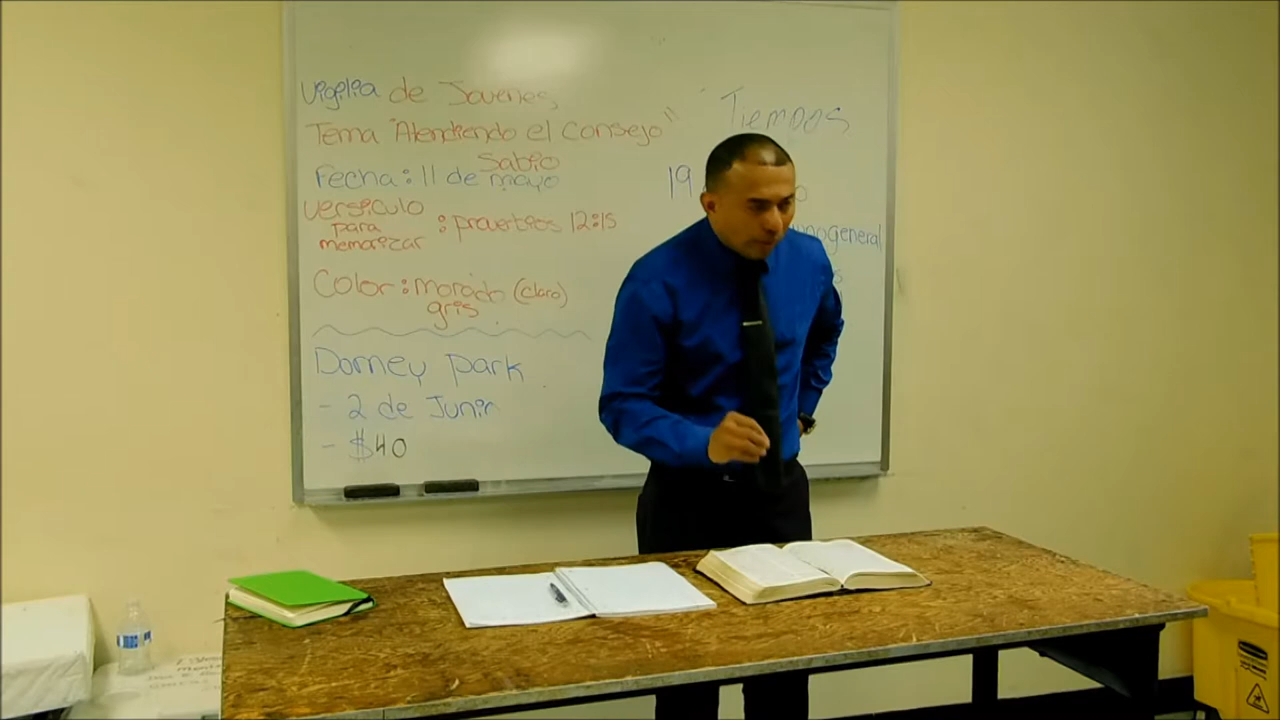 Vigilia de Jovenes
Tema "Atendiendo el Consejo
Sabio
Fecha: 11 de mayo
Versiculo
para
memorizar
: proverbios 12:15
Color: morado (claro)
gris
Dorney park
- 2 de Junio
- $40
"Tiempos
19
general